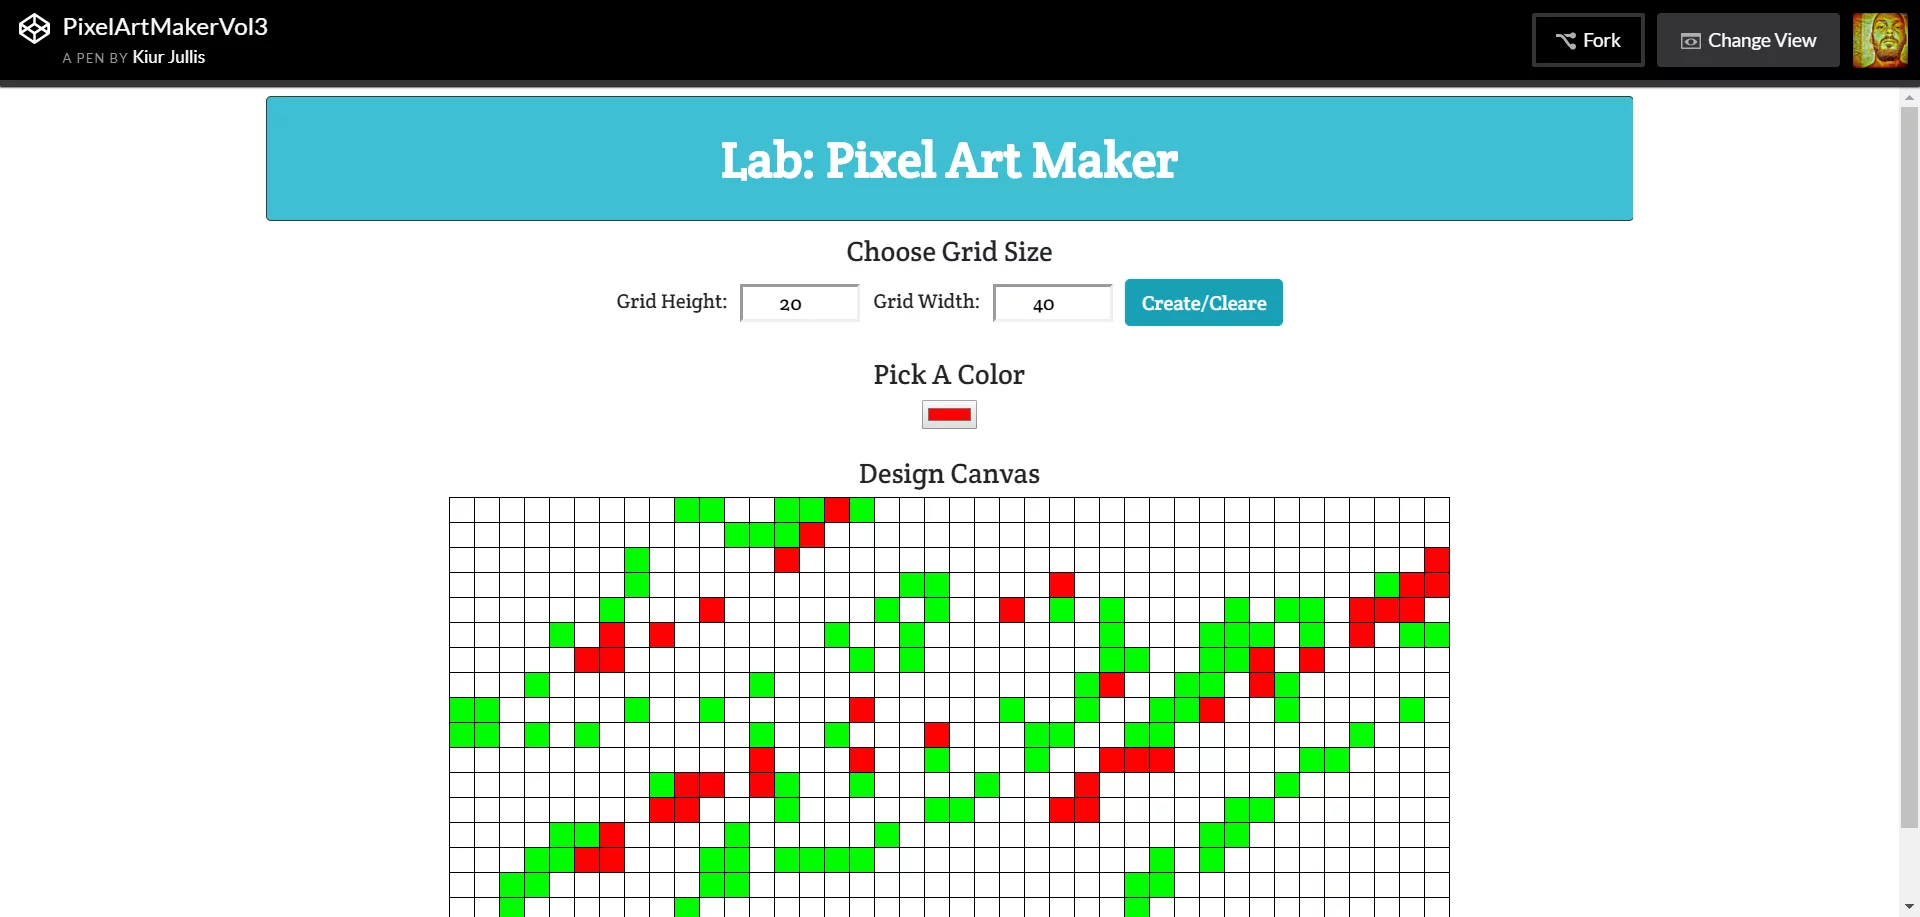 PixelArtMakerVol3
A PEN BY Kiur Jullis
Fork
Change View
Lab: Pixel Art Maker
Choose Grid Size
Grid Height: 20 Grid Width: 40 Create/Cleare
Pick A Color
Design Canvas